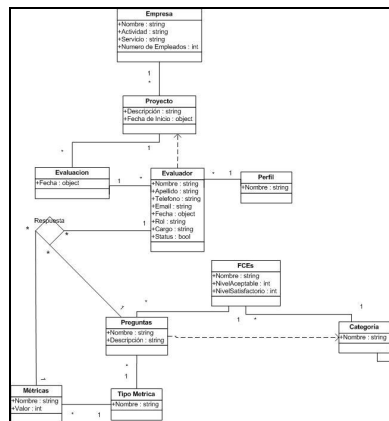 Empresa
+Nombre : string
+Actividad : string
+Servicio : string
+Numero de Empleados : int
1
*
Proyecto
+Descripción : string
+Fecha de Inicio : object
*
1
Evaluacion
+Fecha : object
1
*
Evaluador
+Nombre : string
+Apellido : string
+Telefono : string
+Email : string
+Fecha : object
+Rol : string
+Cargo : string
+Status : bool
*
1
Perfil
+Nombre : string
Respuesta
1
*
*
FCEs
+Nombre : string
+NivelAceptable : int
+NivelSatisfactorio : int
*
1
*
1
Preguntas
+Nombre : string
+Descripción : string
Categoria
+Nombre : string
*
1
Métricas
+Nombre : string
+Valor : int
*
1
Tipo Metrica
+Nombre : string